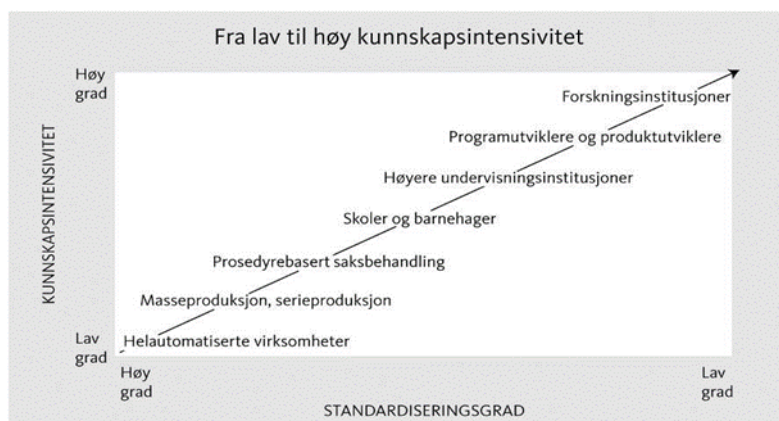 Fra lav til høy kunnskapsintensivitet
Høy
grad
Forskningsinstitusjoner
Programutviklere og produktutviklere
Høyere undervisningsinstitusjoner
KUNNSKAPSINTENSIVITET
Skoler og barnehager
Prosedyrebasert saksbehandling
Masseproduksjon, serieproduksjon
Lav
grad
Helautomatiserte virksomheter
Høy
grad
Lav
grad
STANDARDISERINGSGRAD